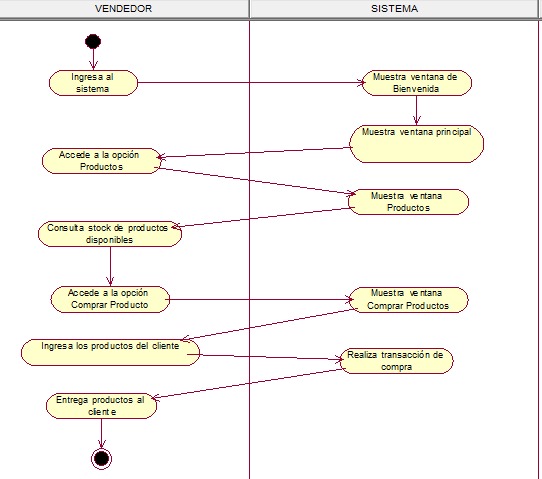 VENDEDOR
SISTEMA
Ingresa al
sistema
Muestra ventana de
Bienvenida
Muestra ventana principal
Accede a la opción
Productos
Muestra ventana
Productos
Consulta stock de productos
disponibles
Accede a la opción
Comprar Producto
Muestra ventana
Comprar Productos
Ingresa los productos del cliente
Realiza transacción de
compra
Entrega productos al
cliente